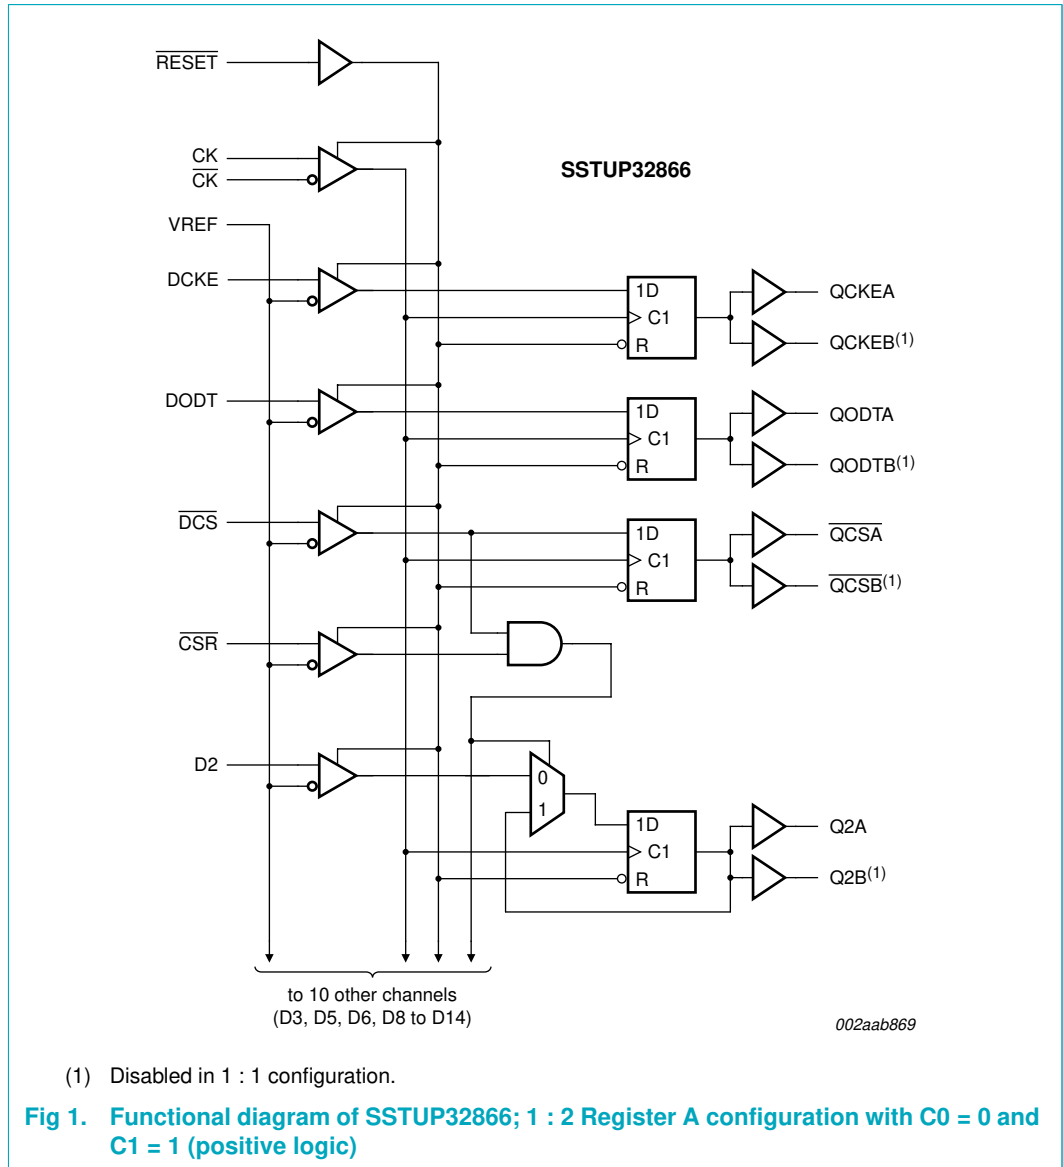 RESET
CK
CK
SSTUP32866
VREF
DCKE
1D
C1
R
QCKEA
QCKEB(1)
DODT
1D
C1
R
QODTA
QODTB(1)
DCS
1D
C1
R
QCSA
QCSB(1)
CSR
D2
0
1
1D
C1
R
Q2A
Q2B(1)
to 10 other channels
(D3, D5, D6, D8 to D14)
002aab869
(1) Disabled in 1 : 1 configuration.
Fig 1. Functional diagram of SSTUP32866; 1 : 2 Register A configuration with C0 = 0 and
C1 = 1 (positive logic)